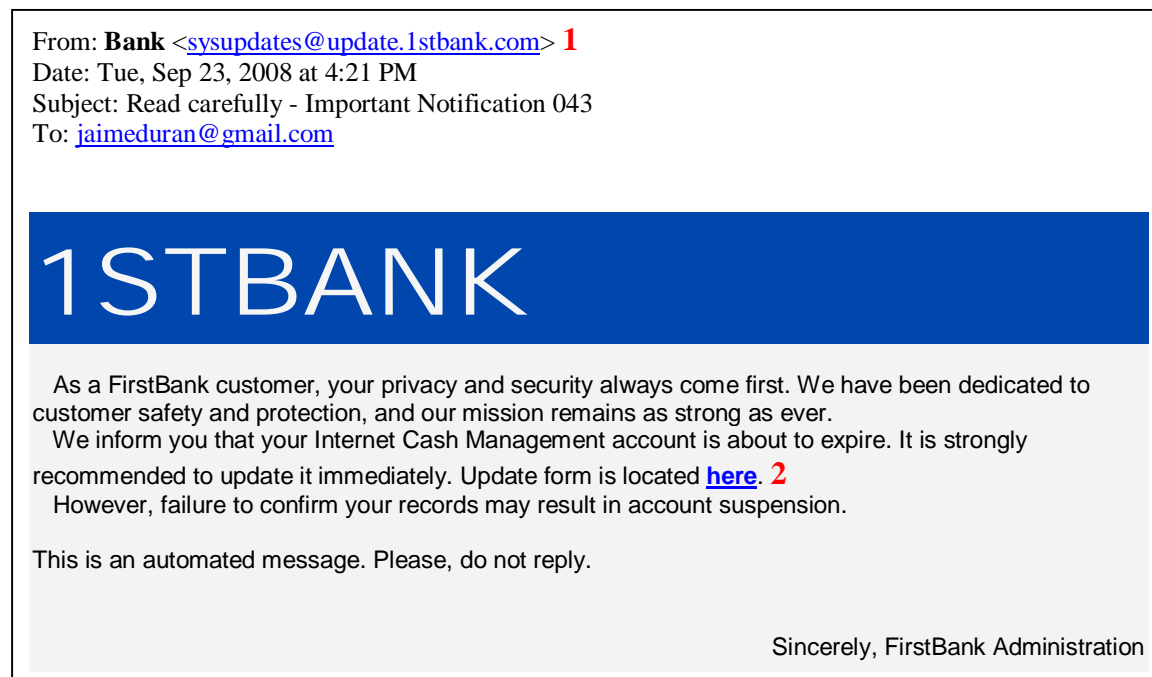 From: Bank <sysupdates@update.1stbank.com> 1
Date: Tue, Sep 23, 2008 at 4:21 PM
Subject: Read carefully - Important Notification 043
To: jaimeduran@gmail.com
1STBANK
As a FirstBank customer, your privacy and security always come first. We have been dedicated to
customer safety and protection, and our mission remains as strong as ever.
We inform you that your Internet Cash Management account is about to expire. It is strongly
recommended to update it immediately. Update form is located here. 2
However, failure to confirm your records may result in account suspension.
This is an automated message. Please, do not reply.
Sincerely, FirstBank Administration